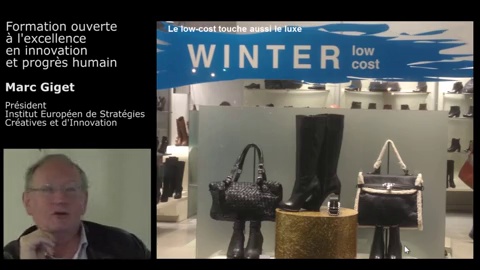 Formation ouverte
à l'excellence
en innovation
et progrès humain
Marc Giget
Président
Institut Européen de Stratégies
Créatives et d'Innovation
Le low-cost touche aussi le luxe
WINTER low
cost